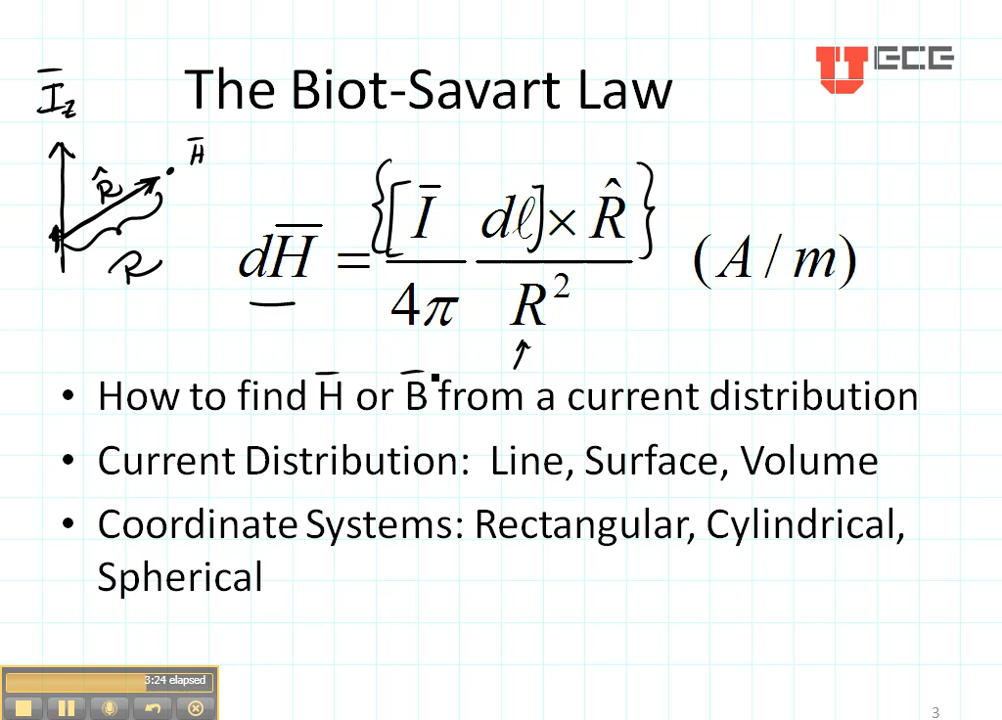 U ECE
The Biot-Savart Law
I̅z
H̅
R̂
R
dH̅ = {[I̅ / 4π dℓ] × R̂} / R² (A / m)
• How to find H̅ or B̅ from a current distribution
• Current Distribution: Line, Surface, Volume
• Coordinate Systems: Rectangular, Cylindrical,
Spherical
3:24 elapsed
3